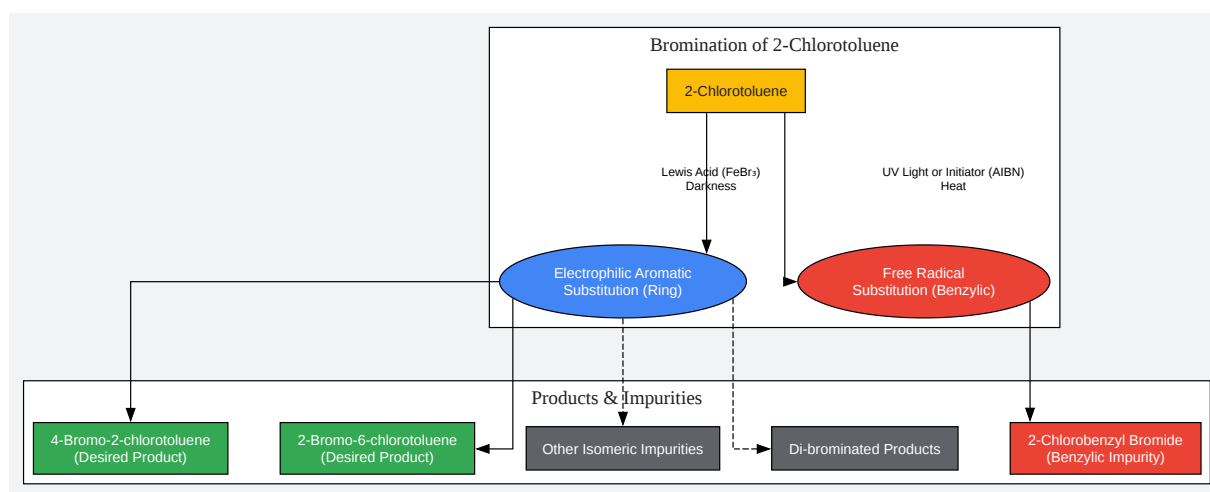 Bromination of 2-Chlorotoluene
2-Chlorotoluene
Lewis Acid (FeBr₃)
Darkness
UV Light or Initiator (AIBN)
Heat
Electrophilic Aromatic
Substitution (Ring)
Free Radical
Substitution (Benzylic)
Products & Impurities
4-Bromo-2-chlorotoluene
(Desired Product)
2-Bromo-6-chlorotoluene
(Desired Product)
Other Isomeric Impurities
Di-brominated Products
2-Chlorobenzyl Bromide
(Benzylic Impurity)